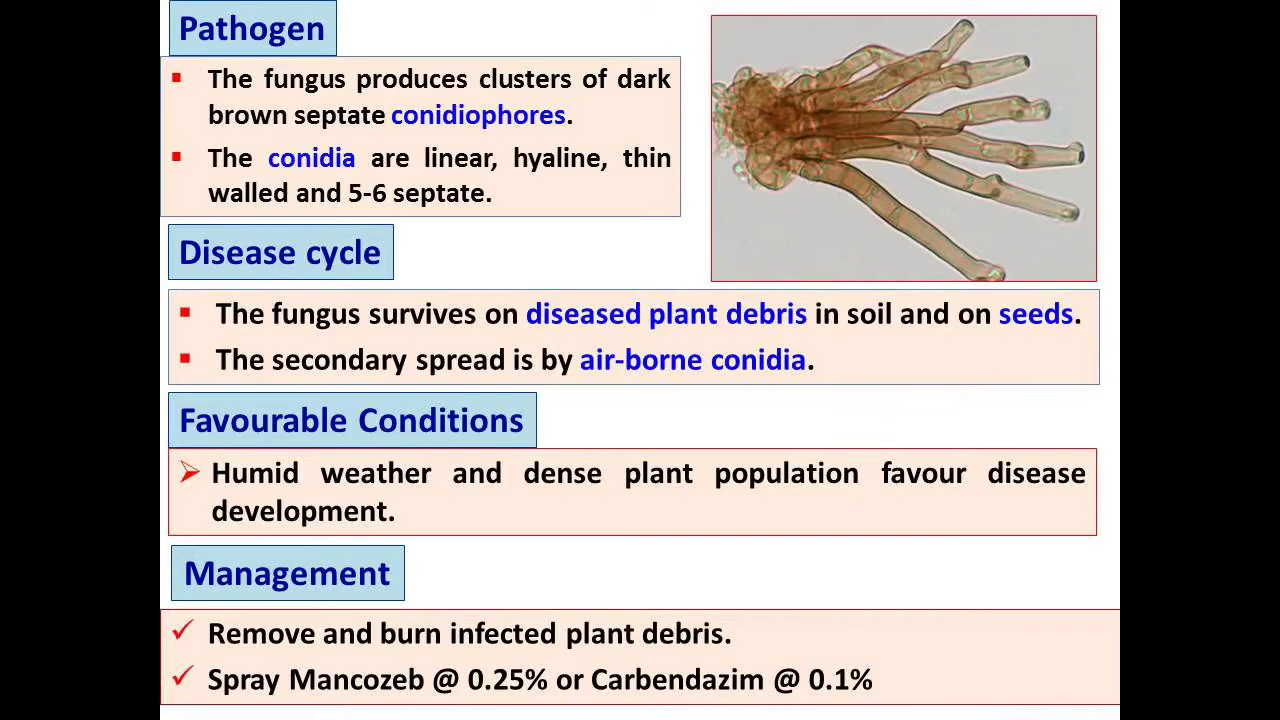 Pathogen
The fungus produces clusters of dark
brown septate conidiophores.
The conidia are linear, hyaline, thin
walled and 5-6 septate.
Disease cycle
The fungus survives on diseased plant debris in soil and on seeds.
The secondary spread is by air-borne conidia.
Favourable Conditions
Humid weather and dense plant population favour disease
development.
Management
Remove and burn infected plant debris.
Spray Mancozeb @ 0.25% or Carbendazim @ 0.1%